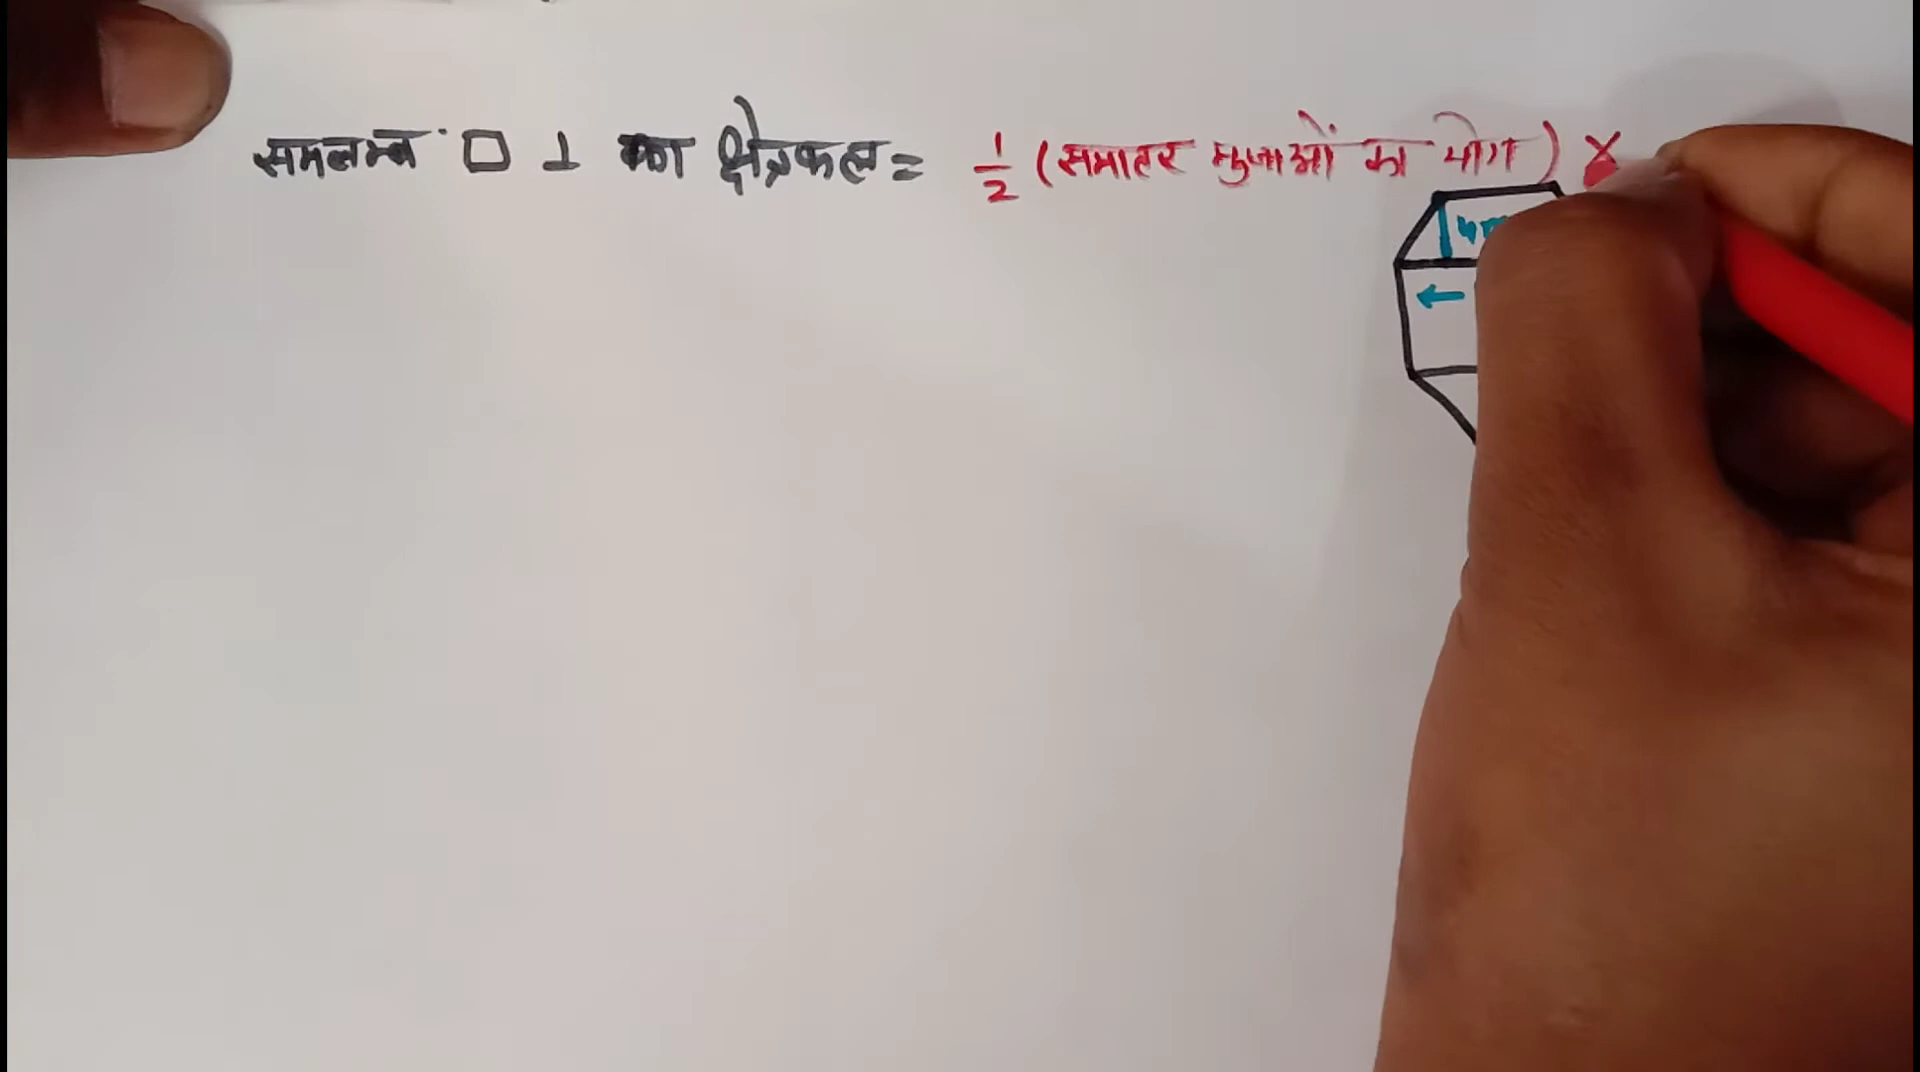 समलम्ब □ ⊥ का क्षेत्रफल = 1/2 (समातर भुजाओं का योग) ×
←